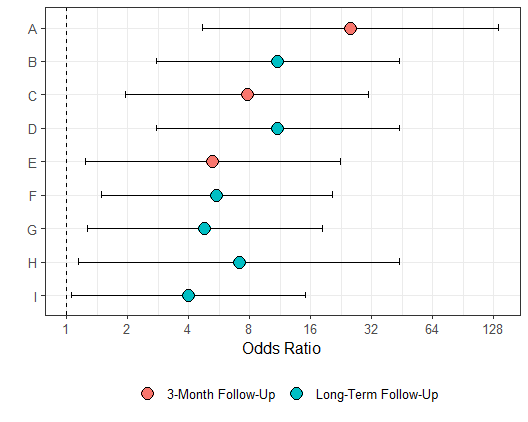 A
B
C
D
E
F
G
H
I
1 2 4 8 16 32 64 128
Odds Ratio
3-Month Follow-Up Long-Term Follow-Up